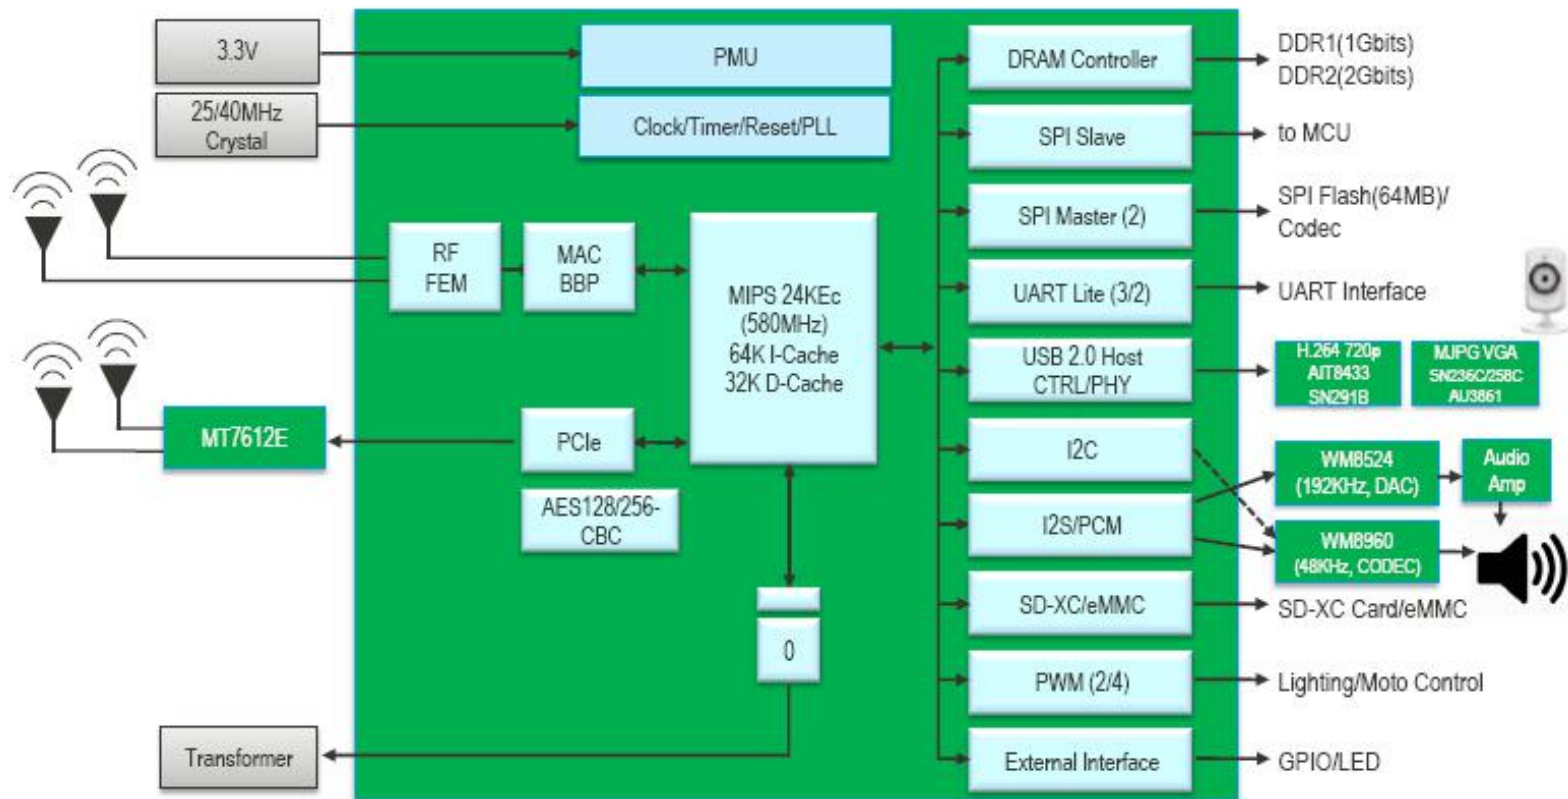 3.3V
25/40MHz
Crystal
PMU
Clock/Timer/Reset/PLL
RF
FEM
MAC
BBP
MIPS 24KEc
(580MHz)
64K I-Cache
32K D-Cache
MT7612E
PCIe
AES128/256-
CBC
0
Transformer
DRAM Controller
DDR1(1Gbits)
DDR2(2Gbits)
SPI Slave
to MCU
SPI Master (2)
SPI Flash(64MB)/
Codec
UART Lite (3/2)
UART Interface
USB 2.0 Host
CTRL/PHY
H.264 720p
AIT8433
SN291B
MJPG VGA
SN236C/258C
AU3861
I2C
I2S/PCM
WM8524
(192KHz, DAC)
Audio
Amp
WM8960
(48KHz, CODEC)
SD-XC/eMMC
SD-XC Card/eMMC
PWM (2/4)
Lighting/Moto Control
External Interface
GPIO/LED